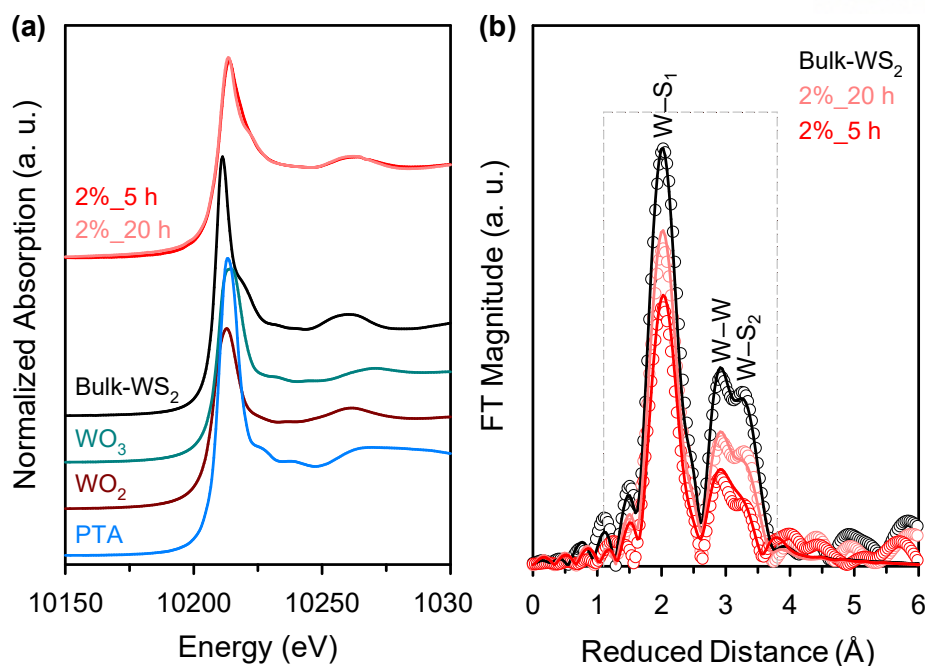 (a)
Normalized Absorption (a. u.)
2%_5 h
2%_20 h
Bulk-WS₂
WO₃
WO₂
PTA
10150
10200
10250
1030
Energy (eV)
(b)
FT Magnitude (a. u.)
Bulk-WS₂
2%_20 h
2%_5 h
W–S₁
W–W
W–S₂
0
1
2
3
4
5
6
Reduced Distance (Å)